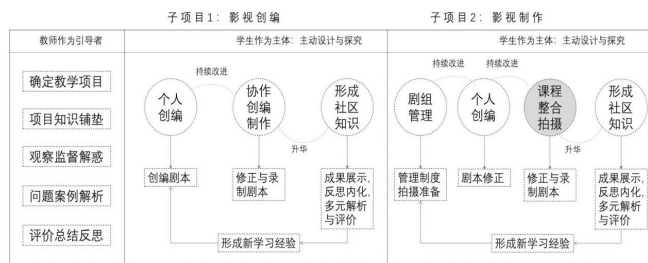 子项目1：影视创编
子项目2：影视制作
教师作为引导者
学生作为主体：主动设计与探究
学生作为主体：主动设计与探究
确定教学项目
项目知识铺垫
观察监督解惑
问题案例解析
评价总结反思
持续改进
个人
创编
协作
创编
制作
形成
社区
知识
升华
创编剧本
修正与录
制剧本
成果展示，
反思内化，
多元解析
与评价
形成新学习经验
持续改进
持续改进
剧组
管理
个人
创编
课程
整合
拍摄
形成
社区
知识
升华
管理制度
拍摄准备
剧本修正
修正与录
制剧本
成果展示，
反思内化，
多元解析
与评价
形成新学习经验